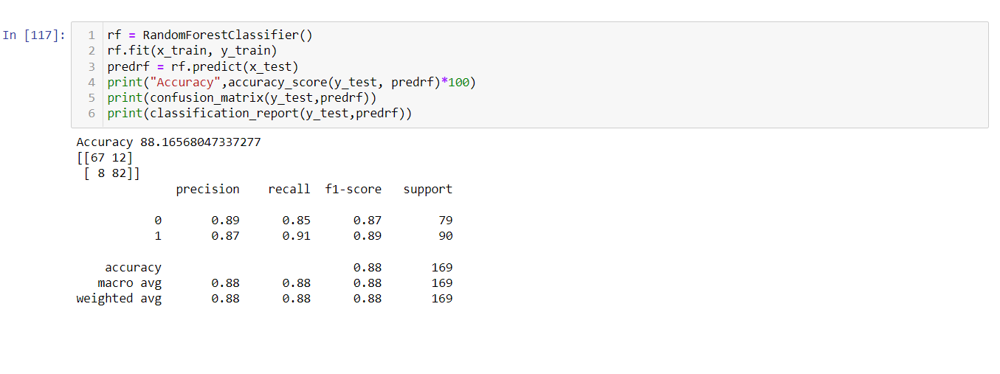 In [117]:
1 rf = RandomForestClassifier()
2 rf.fit(x_train, y_train)
3 predrf = rf.predict(x_test)
4 print("Accuracy",accuracy_score(y_test, predrf)*100)
5 print(confusion_matrix(y_test,predrf))
6 print(classification_report(y_test,predrf))
Accuracy 88.16568047337277
[[67 12]
 [ 8 82]]
              precision    recall  f1-score   support

           0       0.89      0.85      0.87        79
           1       0.87      0.91      0.89        90

    accuracy                           0.88       169
   macro avg       0.88      0.88      0.88       169
weighted avg       0.88      0.88      0.88       169